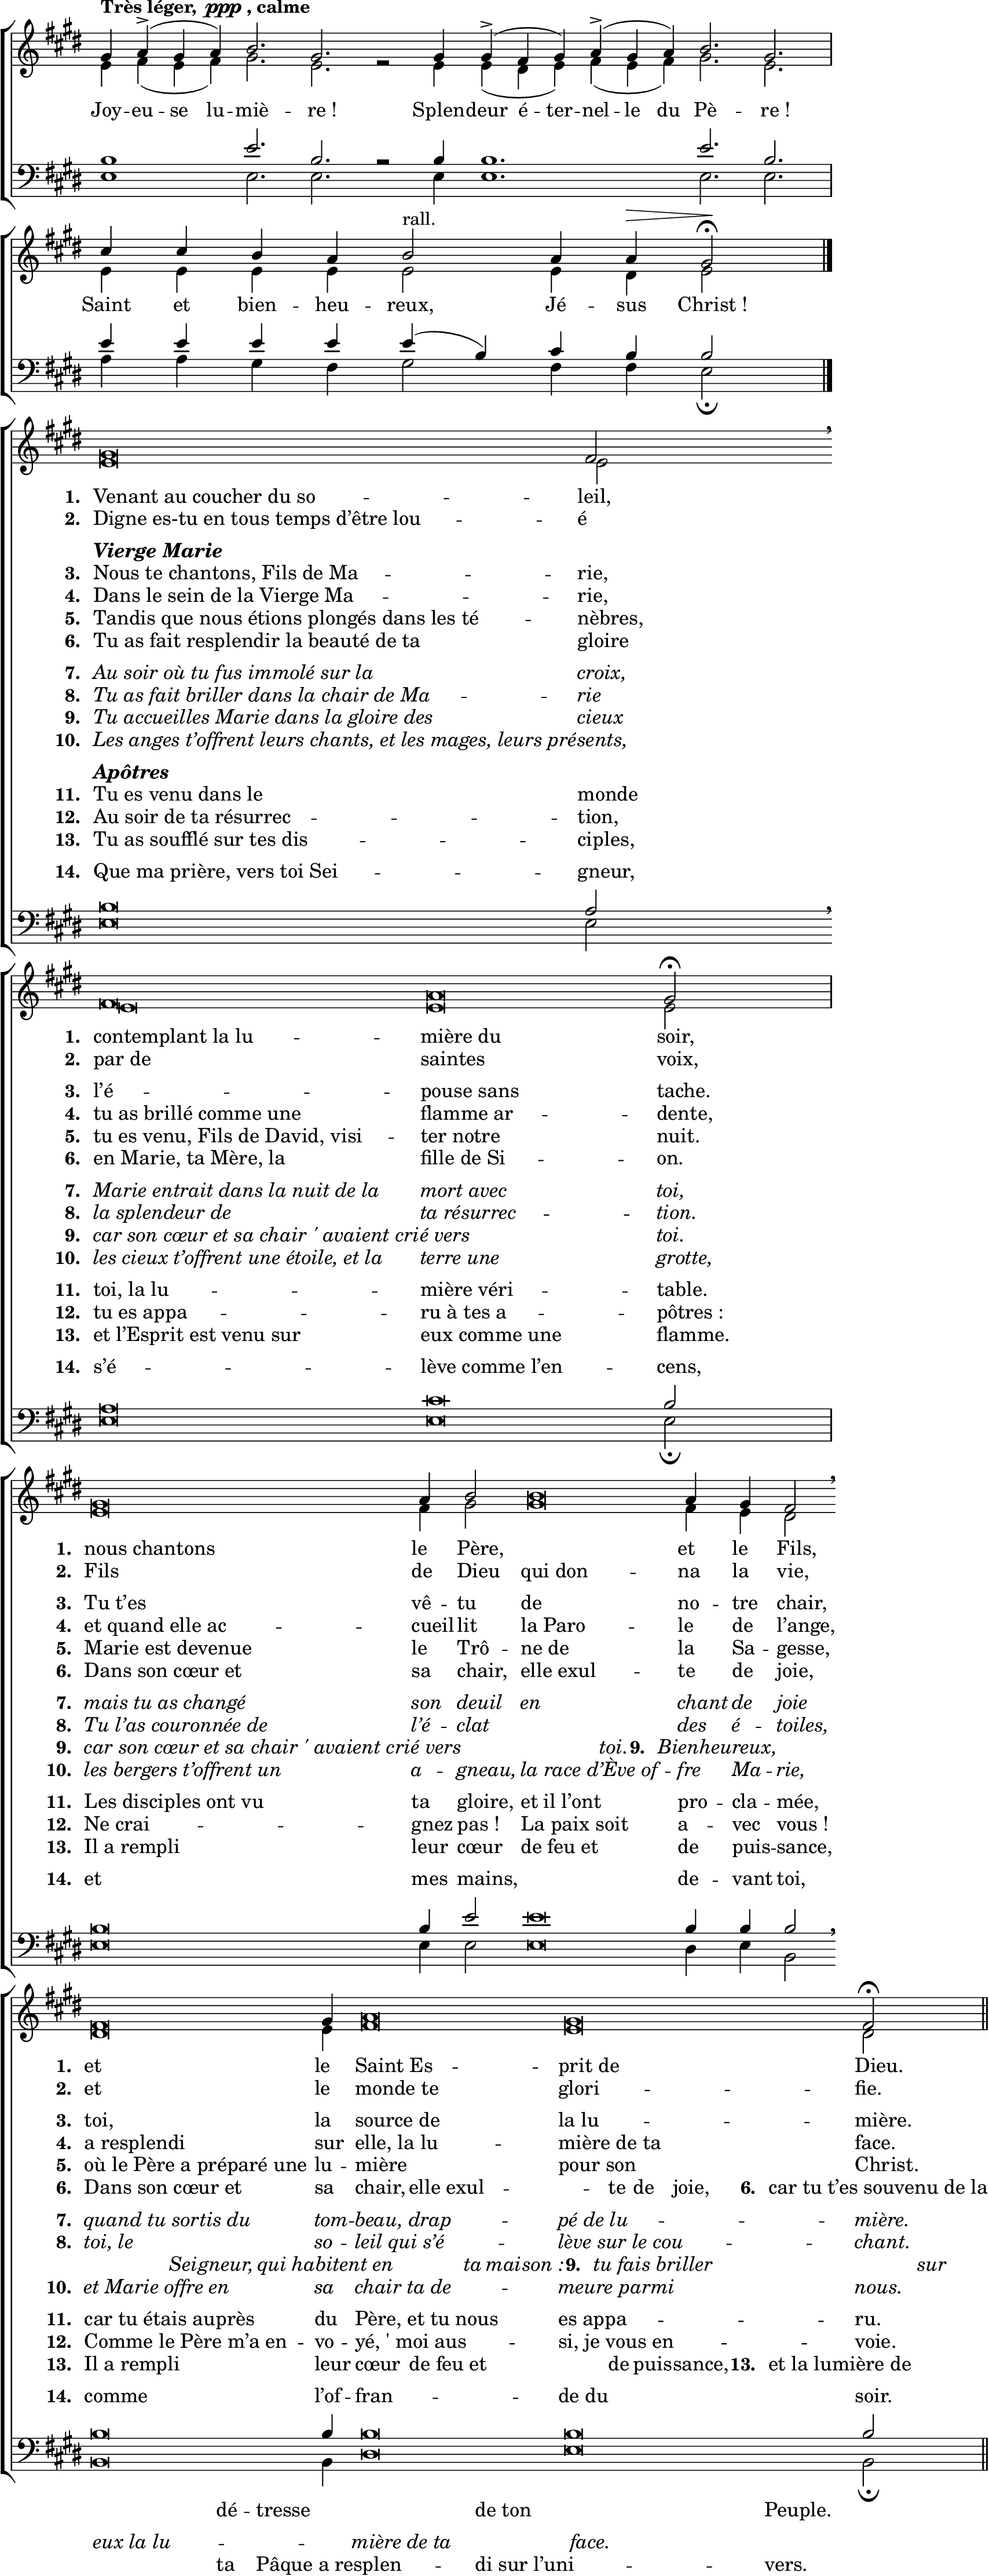 Très léger, ppp , calme
Joy -- eu -- se lu -- miè -- re ! Splen -- deur é -- ter -- nel -- le du Pè -- re !
rall.
Saint et bien -- heu -- reux, Jé -- sus Christ !
1. Venant au coucher du so -- leil,
2. Digne es-tu en tous temps d’être lou -- é
Vierge Marie
3. Nous te chantons, Fils de Ma -- rie,
4. Dans le sein de la Vierge Ma -- rie,
5. Tandis que nous étions plongés dans les té -- nèbres,
6. Tu as fait resplendir la beauté de ta gloire
7. Au soir où tu fus immolé sur la croix,
8. Tu as fait briller dans la chair de Ma -- rie
9. Tu accueilles Marie dans la gloire des cieux
10. Les anges t’offrent leurs chants, et les mages, leurs présents,
Apôtres
11. Tu es venu dans le monde
12. Au soir de ta résurrec -- tion,
13. Tu as soufflé sur tes dis -- ciples,
14. Que ma prière, vers toi Sei -- gneur,
1. contemplant la lu -- mière du soir,
2. par de saintes voix,
3. l’é -- pouse sans tache.
4. tu as brillé comme une flamme ar -- dente,
5. tu es venu, Fils de David, visi -- ter notre nuit.
6. en Marie, ta Mère, la fille de Si -- on.
7. Marie entrait dans la nuit de la mort avec toi,
8. la splendeur de ta résurrec -- tion.
9. car son cœur et sa chair ' avaient crié vers toi.
10. les cieux t’offrent une étoile, et la terre une grotte,
11. toi, la lu -- mière véri -- table.
12. tu es appa -- ru à tes a -- pôtres :
13. et l’Esprit est venu sur eux comme une flamme.
14. s’é -- lève comme l’en -- cens,
1. nous chantons le Père, et le Fils,
2. Fils de Dieu qui don -- na la vie,
3. Tu t’es vê -- tu de no -- tre chair,
4. et quand elle ac -- cueil -- lit la Paro -- le de l’ange,
5. Marie est devenue le Trô -- ne de la Sa -- gesse,
6. Dans son cœur et sa chair, elle exul -- te de joie,
7. mais tu as changé son deuil en chant de joie
8. Tu l’as couronnée de l’é -- clat des é -- toiles,
9. car son cœur et sa chair ' avaient crié vers toi. 9. Bienheureux,
10. les bergers t’offrent un a -- gneau, la race d’Ève of -- fre Ma -- rie,
11. Les disciples ont vu ta gloire, et il l’ont pro -- cla -- mée,
12. Ne crai -- gnez pas ! La paix soit a -- vec vous !
13. Il a rempli leur cœur de feu et de puis -- sance,
14. et mes mains, de -- vant toi,
1. et le Saint Es -- prit de Dieu.
2. et le monde te glori -- fie.
3. toi, la source de la lu -- mière.
4. a resplendi sur elle, la lu -- mière de ta face.
5. où le Père a préparé une lu -- mière pour son Christ.
6. Dans son cœur et sa chair, elle exul -- te de joie, 6. car tu t’es souvenu de la
7. quand tu sortis du tom -- beau, drap -- pé de lu -- mière.
8. toi, le so -- leil qui s’é -- lève sur le cou -- chant.
Seigneur, qui habitent en ta maison : 9. tu fais briller sur
10. et Marie offre en sa chair ta de -- meure parmi nous.
11. car tu étais auprès du Père, et tu nous es appa -- ru.
12. Comme le Père m’a en -- vo -- yé, ' moi aus -- si, je vous en -- voie.
13. Il a rempli leur cœur de feu et de puis -- sance, 13. et la lumière de
14. comme l’of -- fran -- de du soir.
dé -- tresse de ton Peuple.
eux la lu -- mière de ta face.
ta Pâque a resplen -- di sur l’uni -- vers.